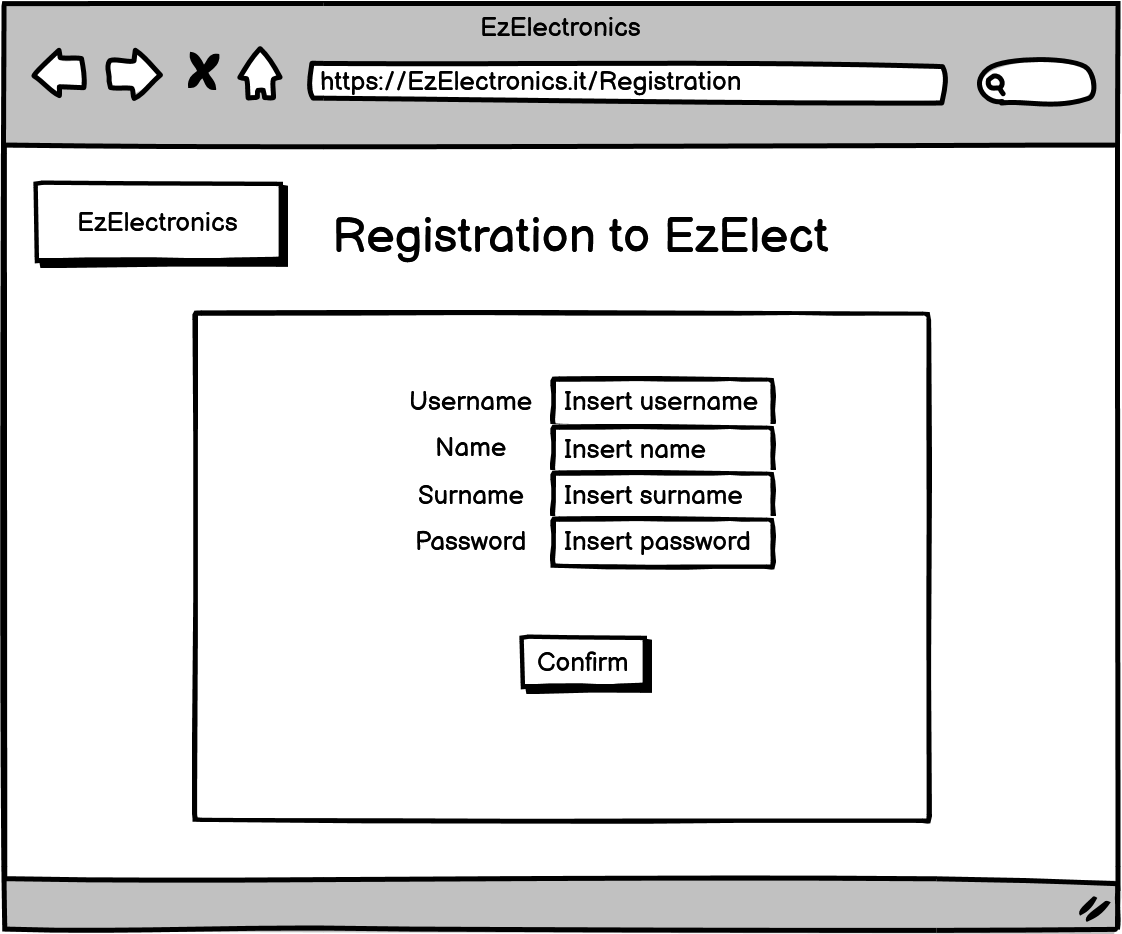 EzElectronics
https://EzElectronics.it/Registration
EzElectronics
Registration to EzElect
Username Insert username
Name Insert name
Surname Insert surname
Password Insert password
Confirm